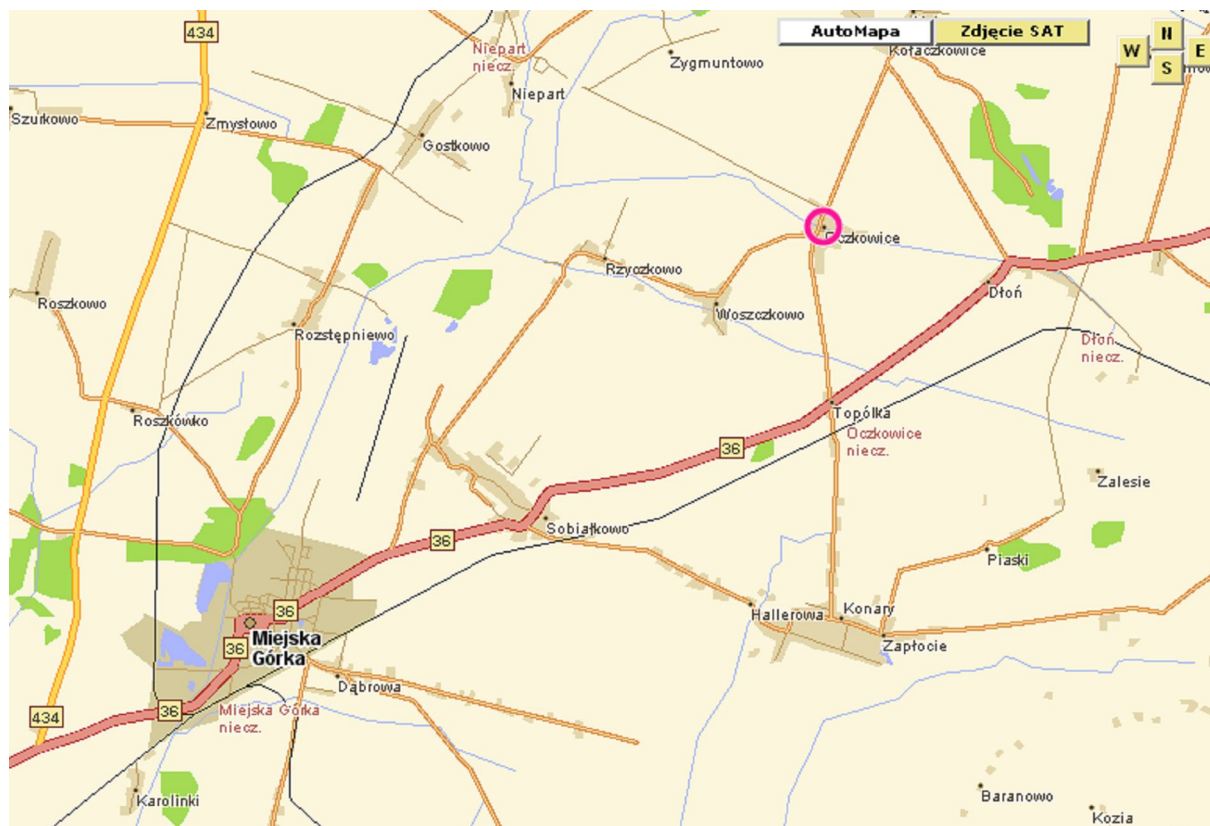 434
AutoMapa
Zdjęcie SAT
N
W
E
S
Niepart
niecz.
Zygmuntowo
Kołaczkowice
Niepart
Szurkowo
Zmysłowo
Gostkowo
Oczkowice
Rzyczkowo
Roszkowo
Woszczkowo
Dłoń
Rozstępniewo
Dłoń
niecz.
Roszkówko
Topólka
Oczkowice
niecz.
36
Zalesie
Sobiałkowo
36
Piaski
36
Hallerowa
Konary
Zapłocie
Miejska
Górka
36
Dąbrowa
434
36
Miejska Górka
niecz.
Karolinki
Baranowo
Kozia